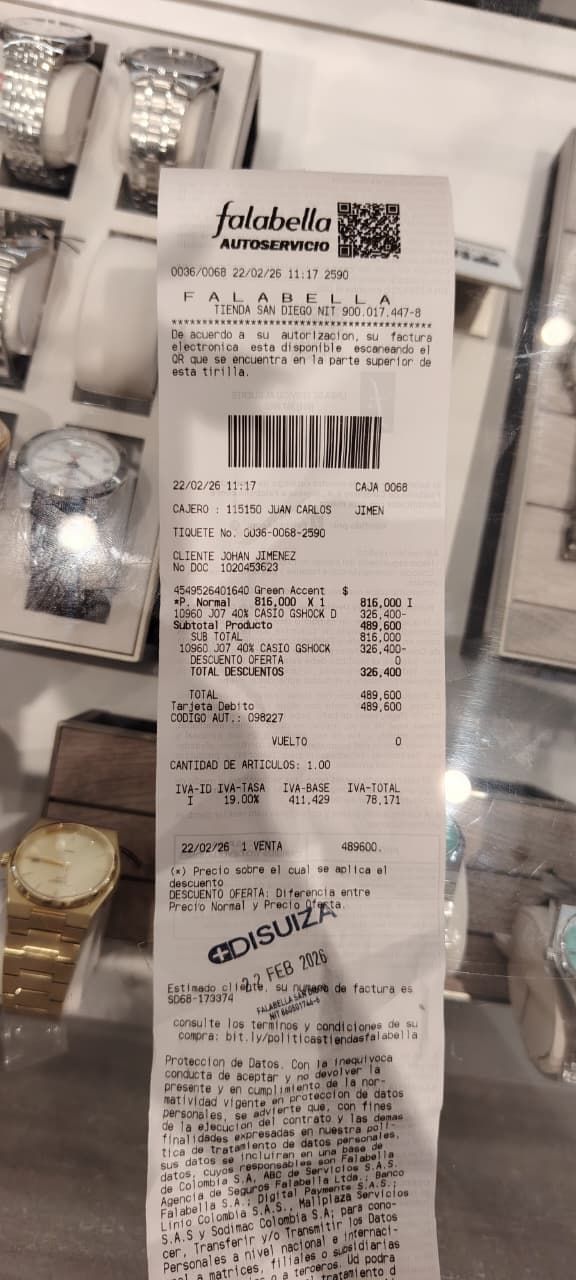 falabella
AUTOSERVICIO
0036/0068 22/02/26 11:17 2590
F A L A B E L L A
TIENDA SAN DIEGO NIT 900.017.447-8
*****************************************
De acuerdo a su autorizacion, su factura
electronica esta disponible escaneando el
QR que se encuentra en la parte superior de
esta tirilla.
22/02/26 11:17 CAJA 0068
CAJERO : 115150 JUAN CARLOS JIMEN
TIQUETE No. 0036-0068-2590
CLIENTE JOHAN JIMENEZ
No DOC 1020453623
4549526401640 Green Accent $
*P. Normal 816,000 X 1 816,000 I
10960 J07 40% CASIO GSHOCK D 326,400-
Subtotal Producto 489,600
SUB TOTAL 816,000
10960 J07 40% CASIO GSHOCK 326,400-
DESCUENTO OFERTA 0
TOTAL DESCUENTOS 326,400
TOTAL 489,600
Tarjeta Debito 489,600
CODIGO AUT.: 098227
VUELTO 0
CANTIDAD DE ARTICULOS: 1.00
IVA-ID IVA-TASA IVA-BASE IVA-TOTAL
I 19.00% 411,429 78,171
22/02/26 1 VENTA 489600.
(*) Precio sobre el cual se aplica el
descuento
DESCUENTO OFERTA: Diferencia entre
Precio Normal y Precio Oferta.
DISUIZA
22 FEB 2026
Estimado cliente, su numero de factura es
SD68-173374
FALABELLA SAN DIEGO
consulte los terminos y condiciones de su
compra: bit.ly/politicastiendasfalabella
Proteccion de Datos. Con la inequivoca
conducta de aceptar y no devolver la
presente y en cumplimiento de la nor-
matividad vigente en proteccion de datos
personales, se advierte que, con fines
de la ejecucion del contrato y las demas
finalidades expresadas en nuestra poli-
tica de tratamiento de datos personales,
sus datos se incluiran en una base de
datos, cuyos responsables son Falabella
de Colombia S.A, ABC de Servicios S.A.S.
Agencia de Seguros Falabella Ltda.; Banco
Falabella S.A.; Digital Payments S.A.S.;
Linio Colombia S.A.S., Mallplaza Servicios
S.A.S y Sodimac Colombia S.A; para cono-
cer, Transferir y/o Transmitir los Datos
Personales a nivel nacional e internaci-
a matrices, filiales o subsidiarias
o a terceros. Ud podra
tratamiento d